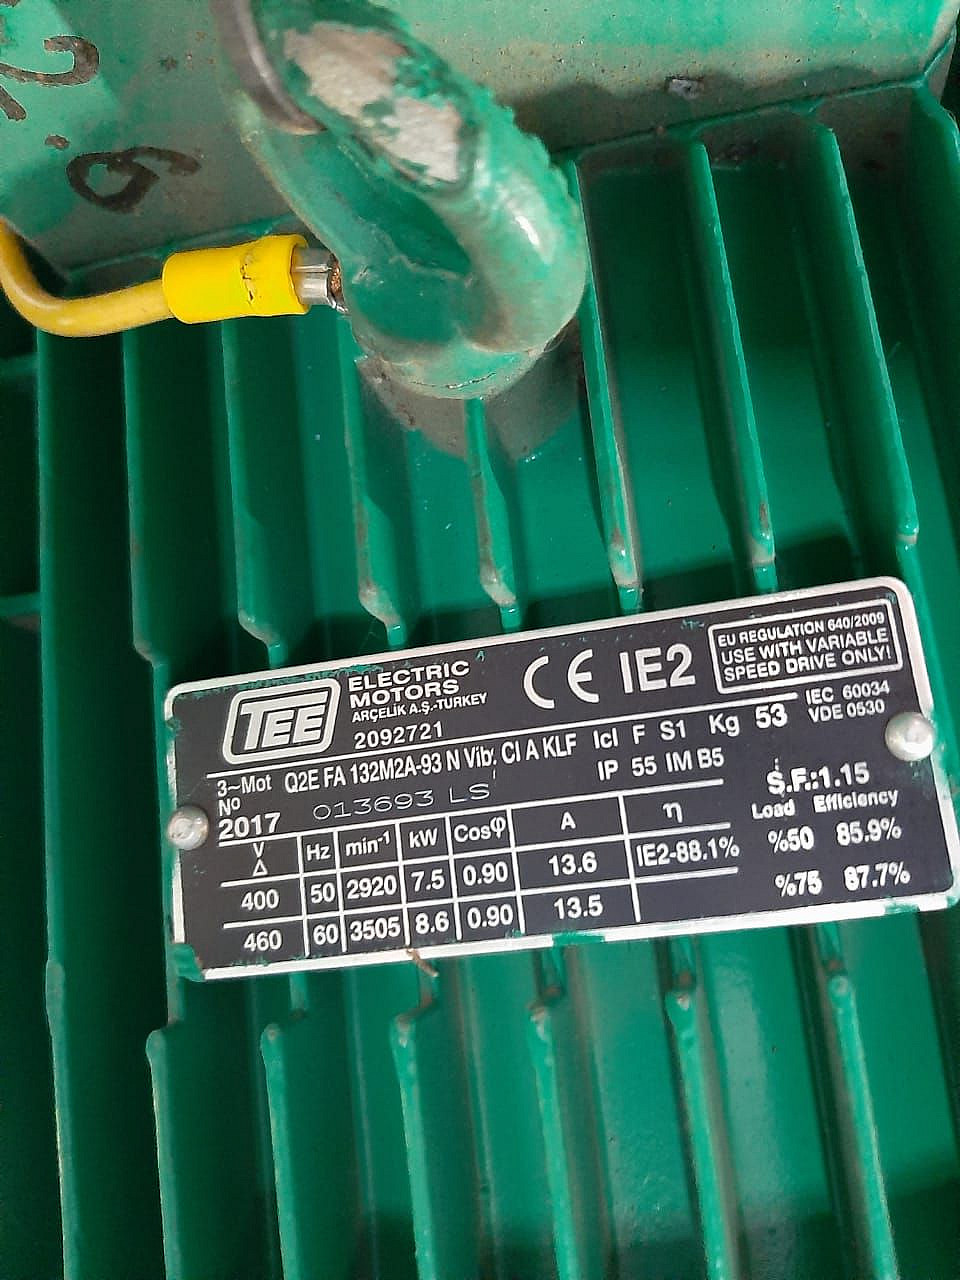 2.
6
TEE
ELECTRIC
MOTORS
ARÇELİK A.Ş.-TURKEY
2092721
CE IE2
EU REGULATION 640/2009
USE WITH VARIABLE
SPEED DRIVE ONLY!
3~Mot Q2E FA 132M2A-93 N Vib. Cl A KLF Icl F S1 Kg 53
IEC 60034
VDE 0530
No 013693 LS IP 55 IM B5
2017
S.F.:1.15
V Δ Hz min-1 kW Cosφ A η
400 50 2920 7.5 0.90 13.6 IE2-88.1%
460 60 3505 8.6 0.90 13.5
Load Efficiency
%50 85.9%
%75 87.7%